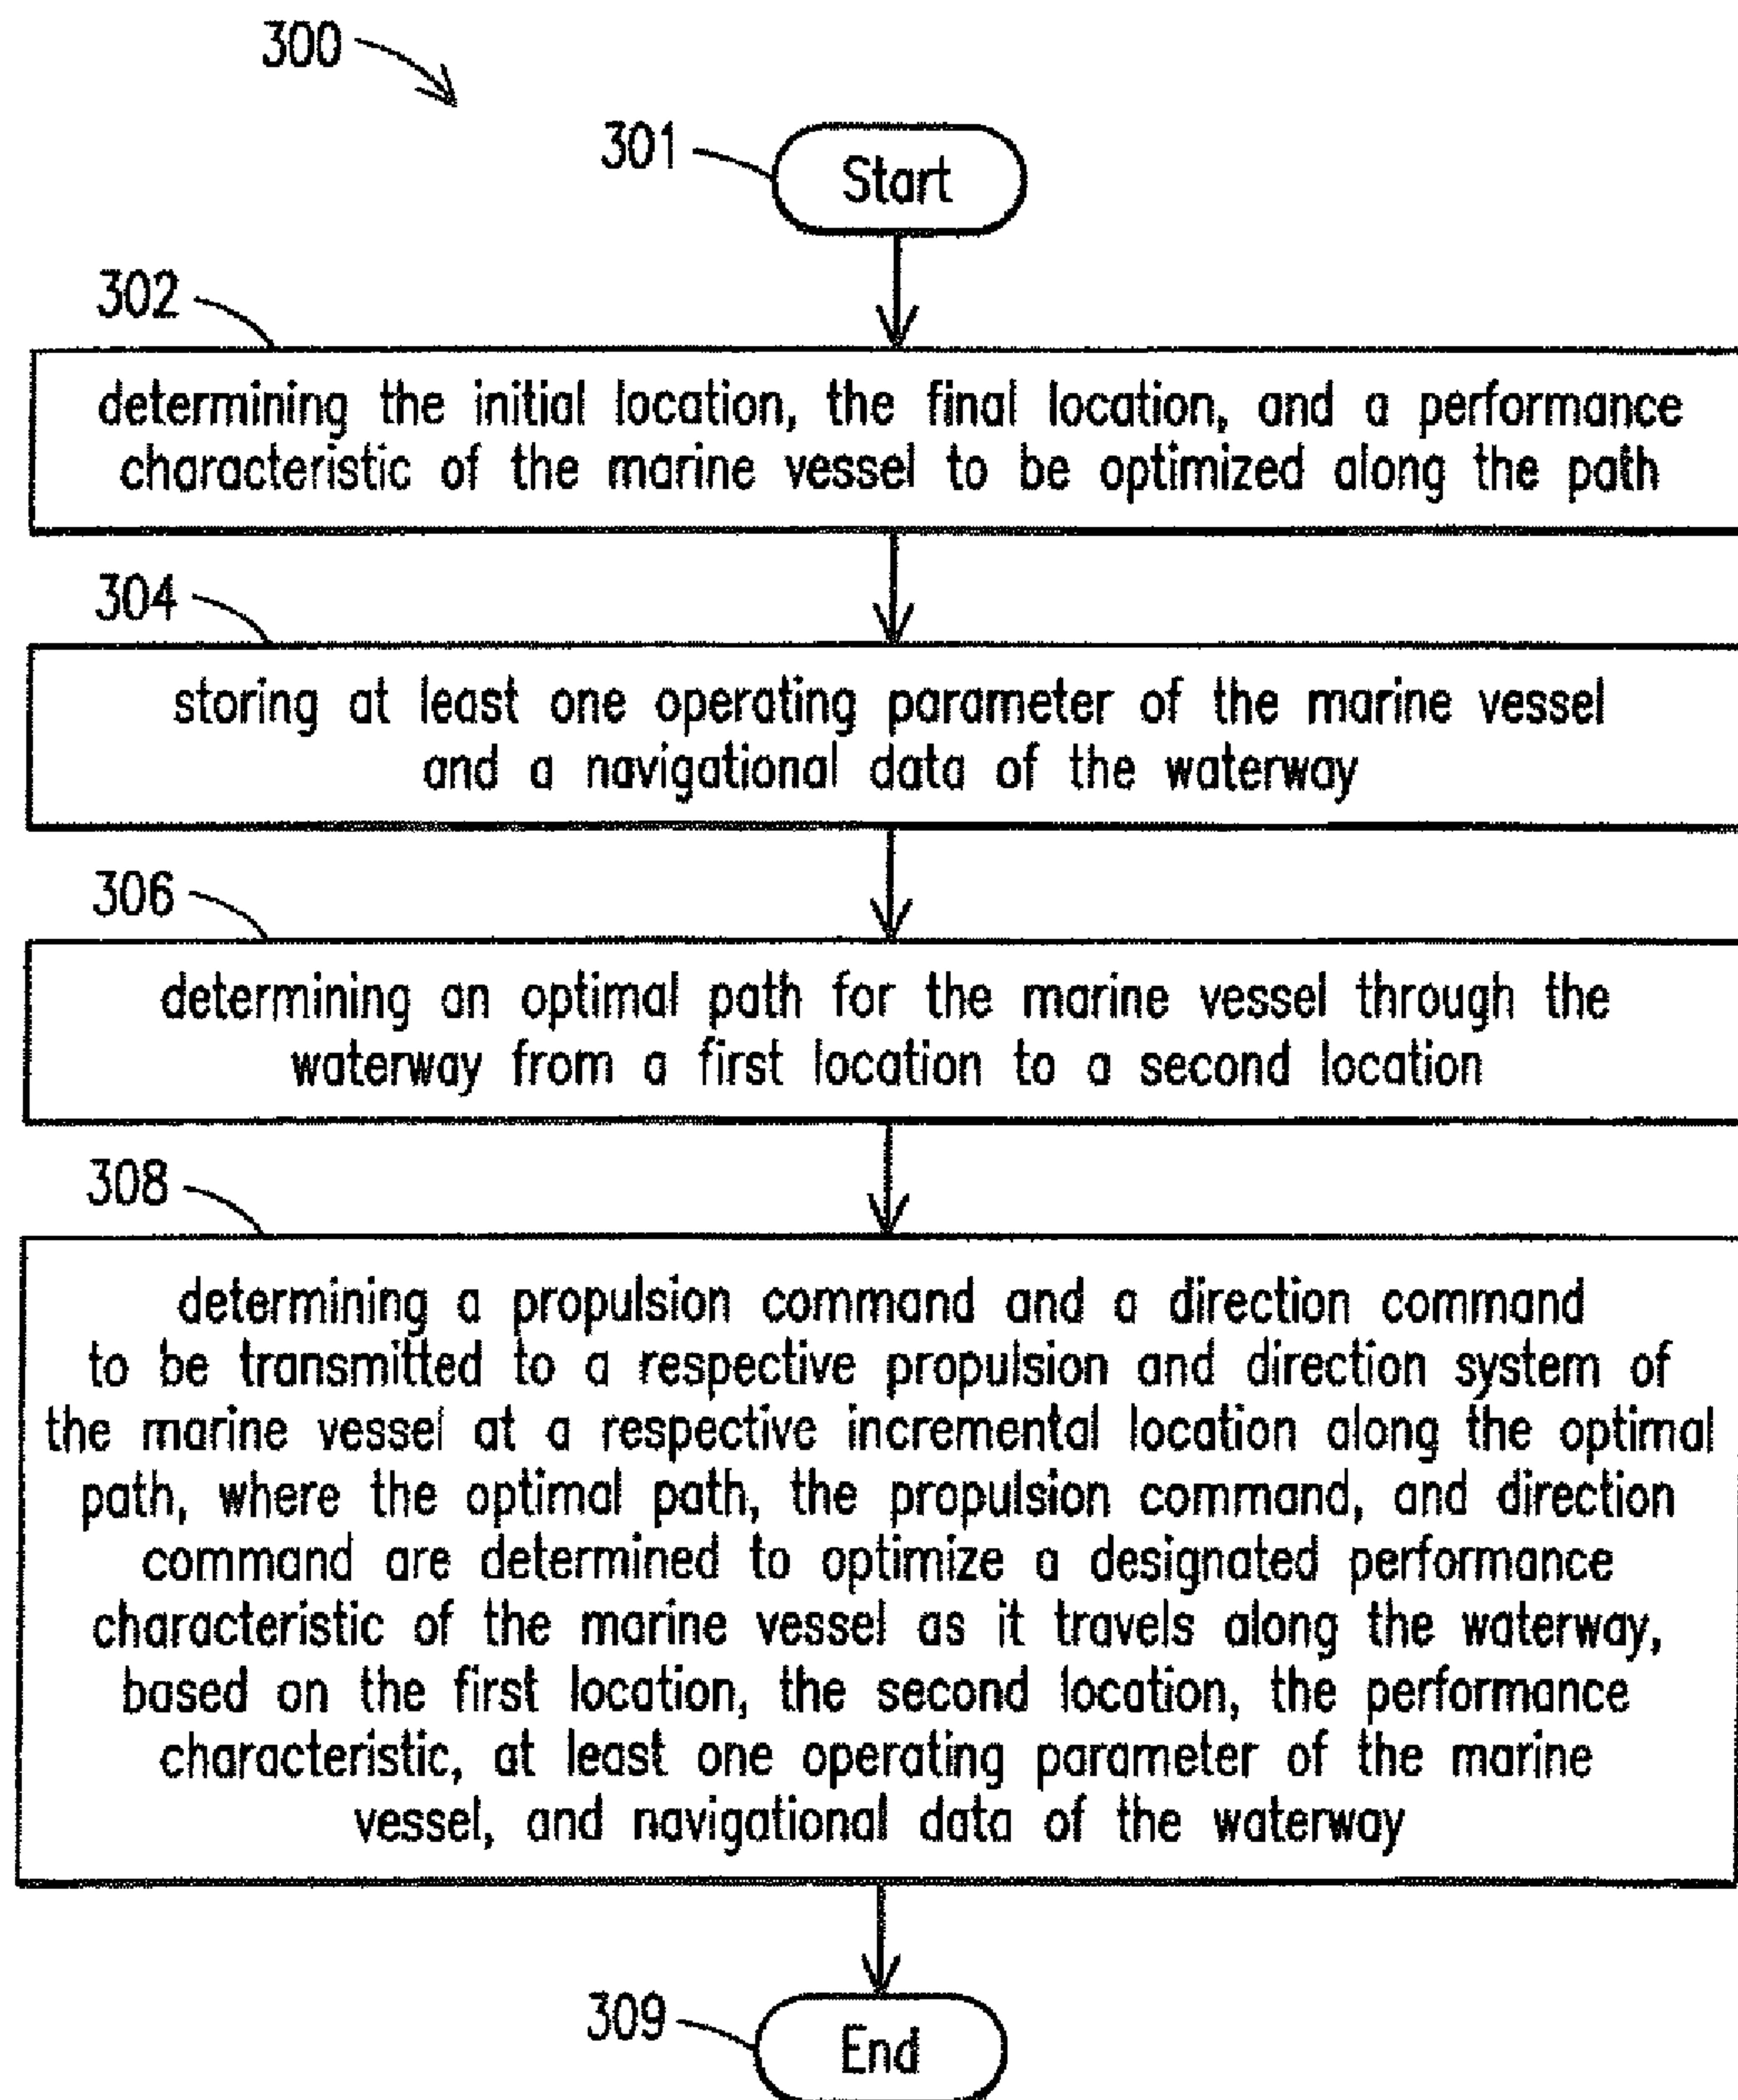 300
301
Start
302
determining the initial location, the final location, and a performance
characteristic of the marine vessel to be optimized along the path
304
storing at least one operating parameter of the marine vessel
and a navigational data of the waterway
306
determining an optimal path for the marine vessel through the
waterway from a first location to a second location
308
determining a propulsion command and a direction command
to be transmitted to a respective propulsion and direction system of
the marine vessel at a respective incremental location along the optimal
path, where the optimal path, the propulsion command, and direction
command are determined to optimize a designated performance
characteristic of the marine vessel as it travels along the waterway,
based on the first location, the second location, the performance
characteristic, at least one operating parameter of the marine
vessel, and navigational data of the waterway
309
End